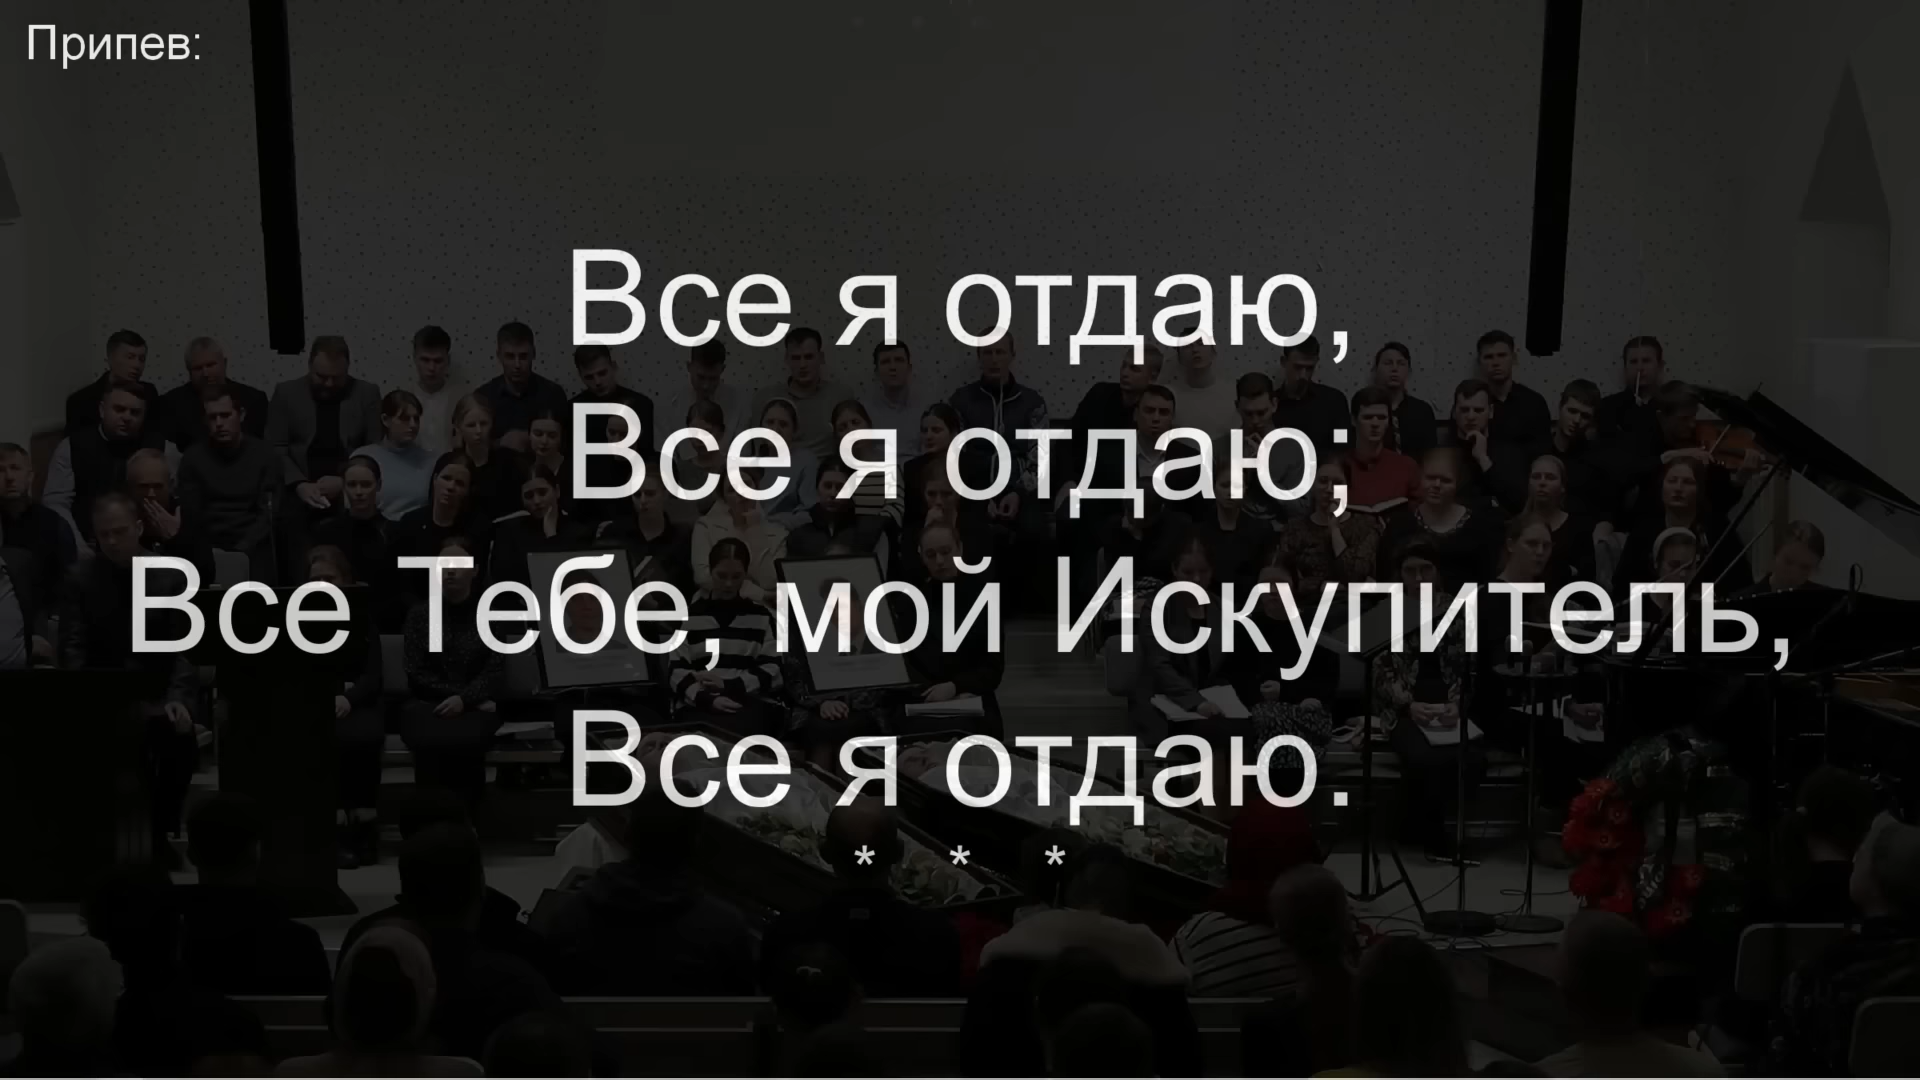 Припев:
Все я отдаю,
Все я отдаю;
Все Тебе, мой Искупитель,
Все я отдаю.
* * *